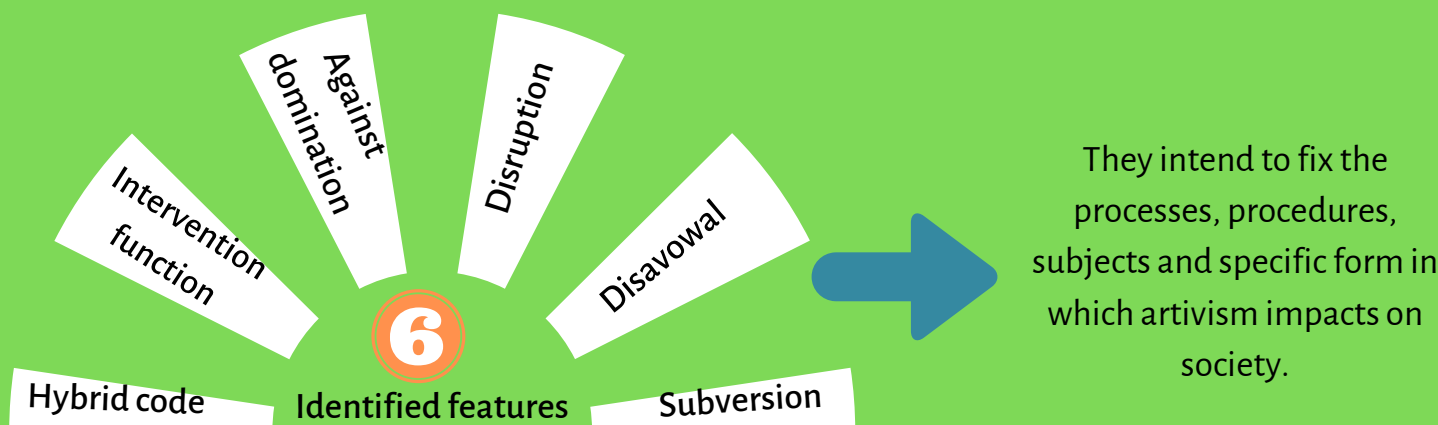 Hybrid code
Intervention
function
Against
domination
Disruption
Disavowal
Subversion
6
Identified features
They intend to fix the
processes, procedures,
subjects and specific form in
which artivism impacts on
society.